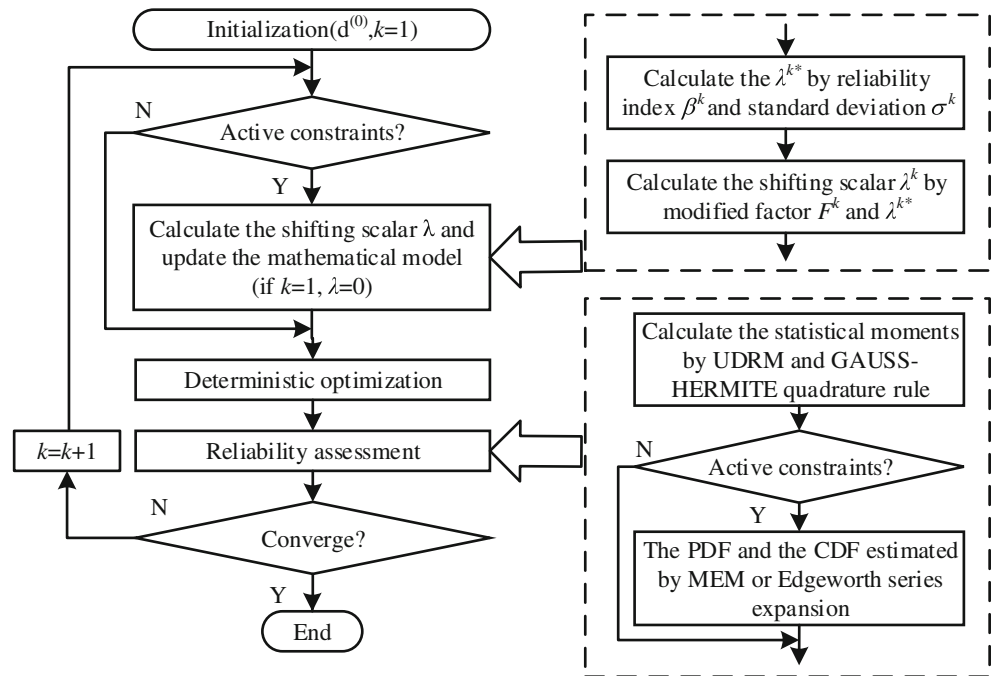 Initialization(d⁽⁰⁾,k=1)
N
Active constraints?
Y
Calculate the shifting scalar λ and
update the mathematical model
(if k=1, λ=0)
Deterministic optimization
k=k+1
Reliability assessment
N
Converge?
Y
End
Calculate the λᵏ* by reliability
index βᵏ and standard deviation σᵏ
Calculate the shifting scalar λᵏ by
modified factor Fᵏ and λᵏ*
Calculate the statistical moments
by UDRM and GAUSS-
HERMITE quadrature rule
N
Active constraints?
Y
The PDF and the CDF estimated
by MEM or Edgeworth series
expansion